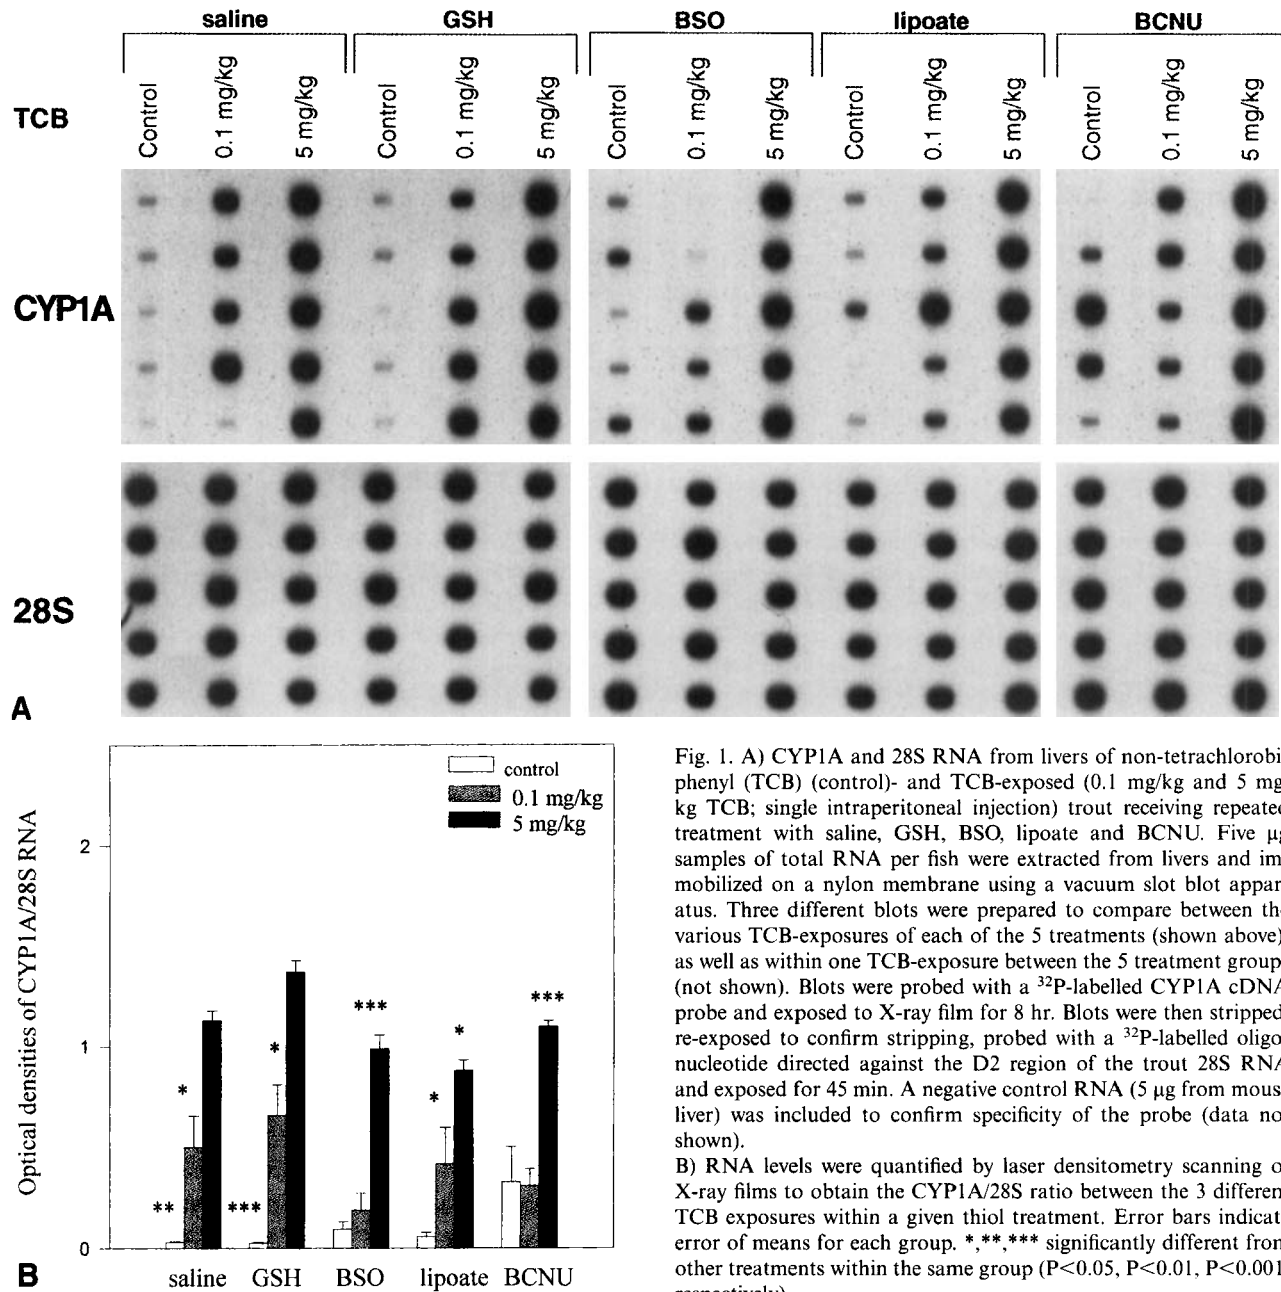 saline GSH BSO lipoate BCNU
TCB
Control 0.1 mg/kg 5 mg/kg Control 0.1 mg/kg 5 mg/kg Control 0.1 mg/kg 5 mg/kg Control 0.1 mg/kg 5 mg/kg Control 0.1 mg/kg 5 mg/kg
CYP1A
28S
A
control
0.1 mg/kg
5 mg/kg
Optical densities of CYP1A/28S RNA
2
1
0
** * *** * *** * * ***
saline GSH BSO lipoate BCNU
B
Fig. 1. A) CYP1A and 28S RNA from livers of non-tetrachlorobi
phenyl (TCB) (control)- and TCB-exposed (0.1 mg/kg and 5 mg
kg TCB; single intraperitoneal injection) trout receiving repeated
treatment with saline, GSH, BSO, lipoate and BCNU. Five µg
samples of total RNA per fish were extracted from livers and im
mobilized on a nylon membrane using a vacuum slot blot appar
atus. Three different blots were prepared to compare between th
various TCB-exposures of each of the 5 treatments (shown above)
as well as within one TCB-exposure between the 5 treatment group
(not shown). Blots were probed with a ³²P-labelled CYP1A cDNA
probe and exposed to X-ray film for 8 hr. Blots were then stripped
re-exposed to confirm stripping, probed with a ³²P-labelled oligo
nucleotide directed against the D2 region of the trout 28S RNA
and exposed for 45 min. A negative control RNA (5 µg from mous
liver) was included to confirm specificity of the probe (data no
shown).
B) RNA levels were quantified by laser densitometry scanning o
X-ray films to obtain the CYP1A/28S ratio between the 3 differen
TCB exposures within a given thiol treatment. Error bars indicat
error of means for each group. *,**,*** significantly different from
other treatments within the same group (P<0.05, P<0.01, P<0.001